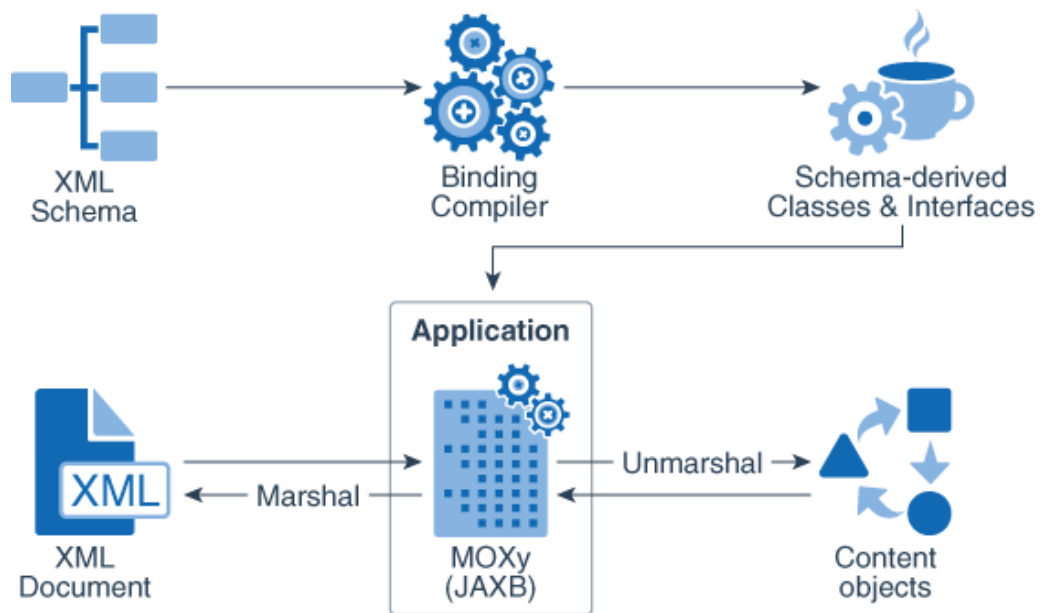 XML
Schema
Binding
Compiler
Schema-derived
Classes & Interfaces
Application
Unmarshal
Marshal
XML
XML
Document
MOXy
(JAXB)
Content
objects